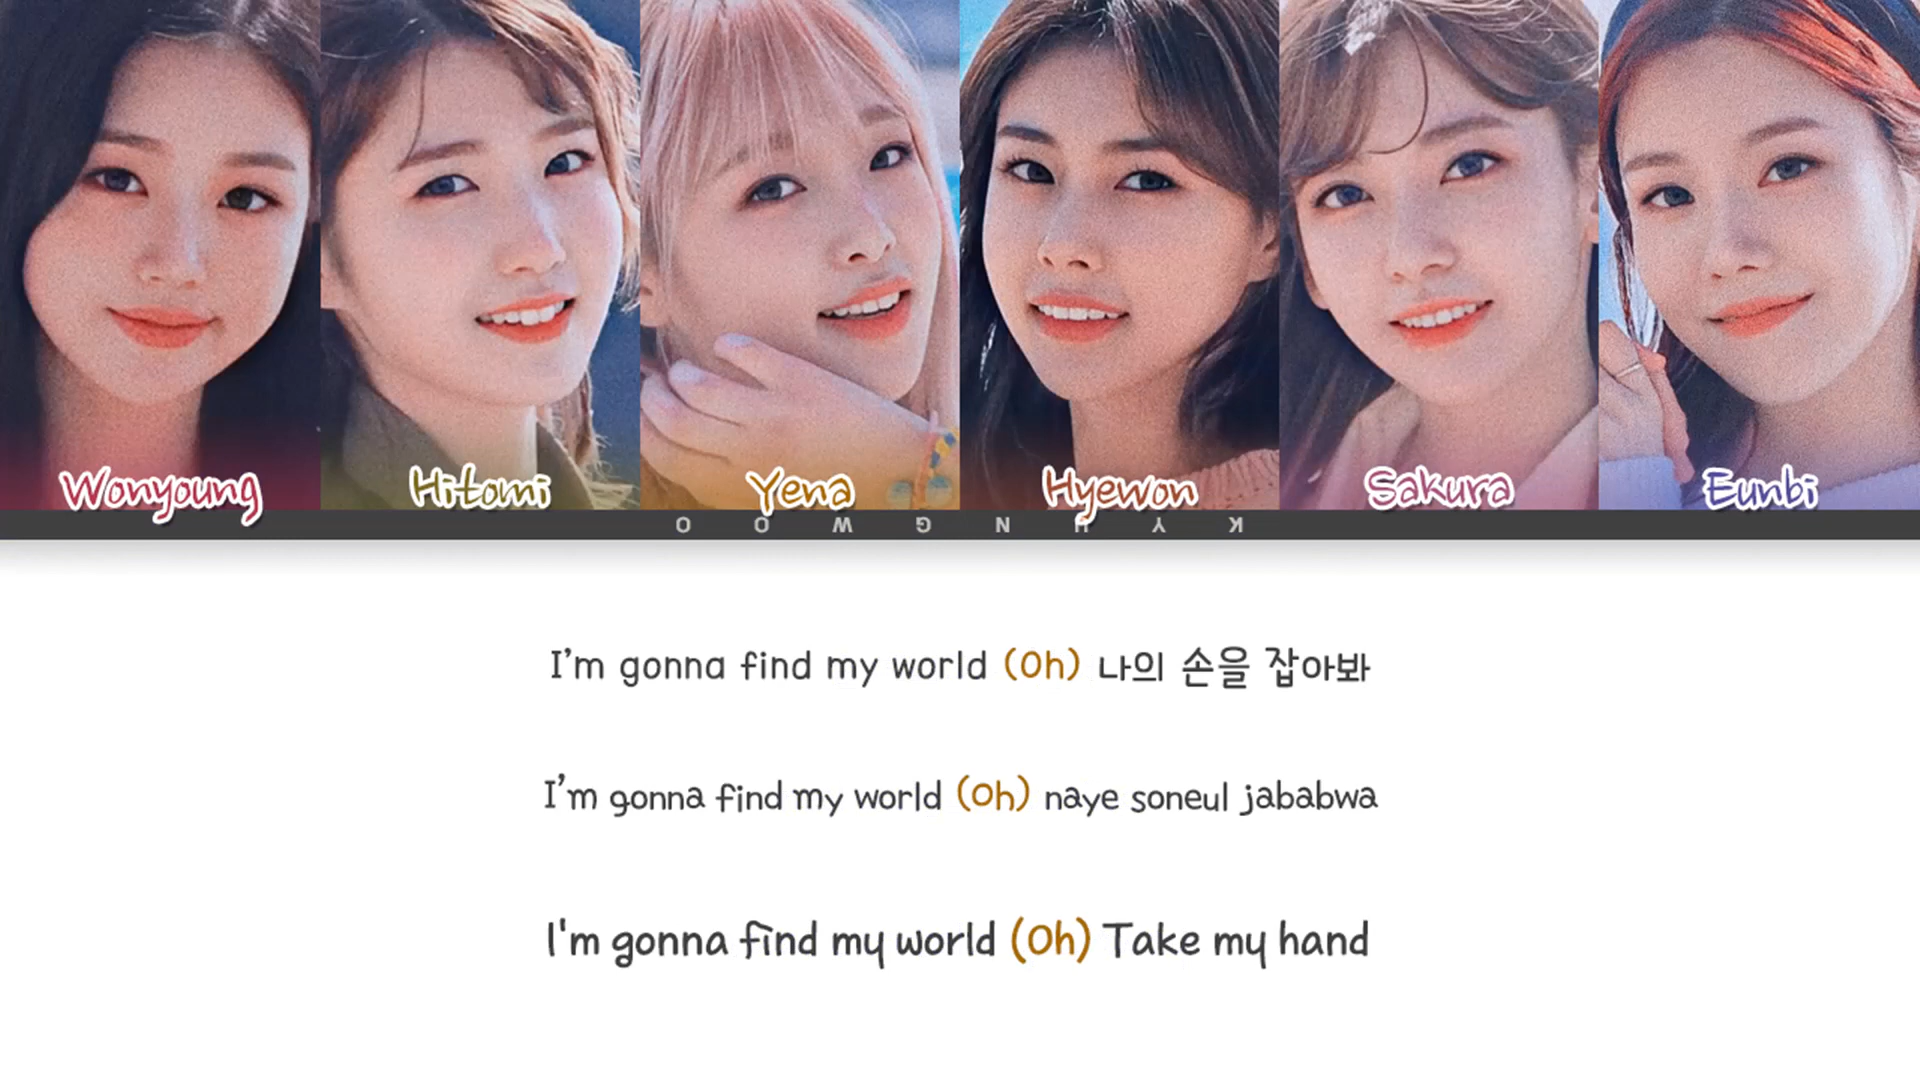 Wonyoung Hitomi Yena Hyewon Sakura Eunbi
KYHNGWOO
I’m gonna find my world (Oh) 나의 손을 잡아봐
I’m gonna find my world (Oh) naye soneul jababwa
I'm gonna find my world (Oh) Take my hand